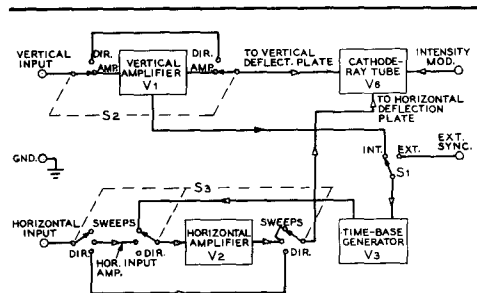 VERTICAL
INPUT
DIR.
AMP.
VERTICAL
AMPLIFIER
V1
DIR.
AMP.
S2
TO VERTICAL
DEFLECT. PLATE
CATHODE-
RAY TUBE
V6
INTENSITY
MOD.
TO HORIZONTAL
DEFLECTION
PLATE
INT.
EXT.
S1
EXT.
SYNC.
GND.
HORIZONTAL
INPUT
SWEEPS
DIR.
HOR. INPUT
AMP.
DIR.
S3
HORIZONTAL
AMPLIFIER
V2
SWEEPS
DIR.
TIME-BASE
GENERATOR
V3